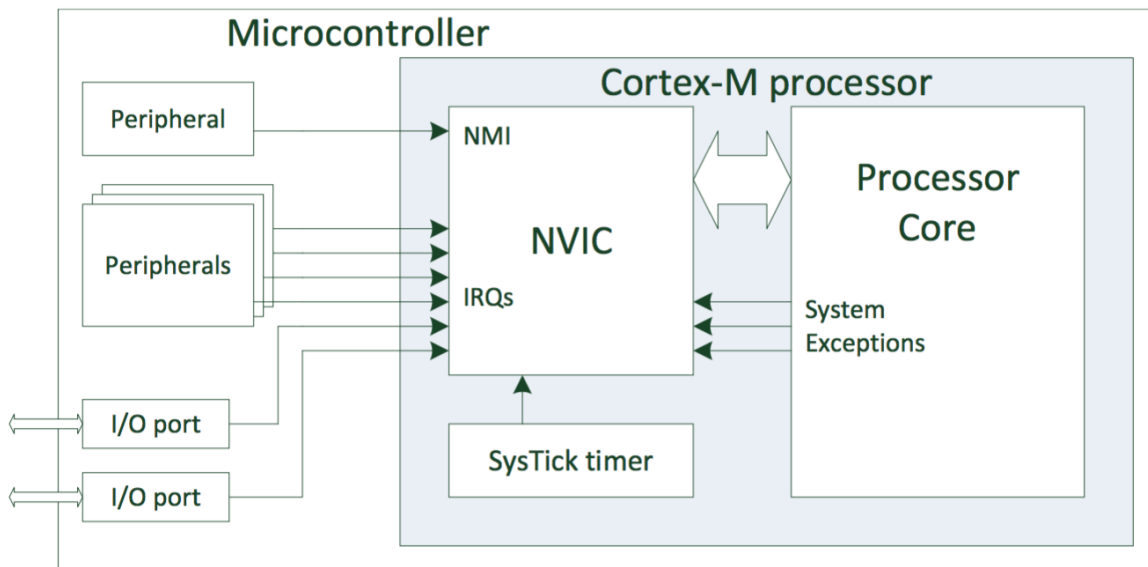 Microcontroller
Cortex-M processor
Peripheral
NMI
Processor
Core
NVIC
Peripherals
IRQs
System
Exceptions
I/O port
SysTick timer
I/O port